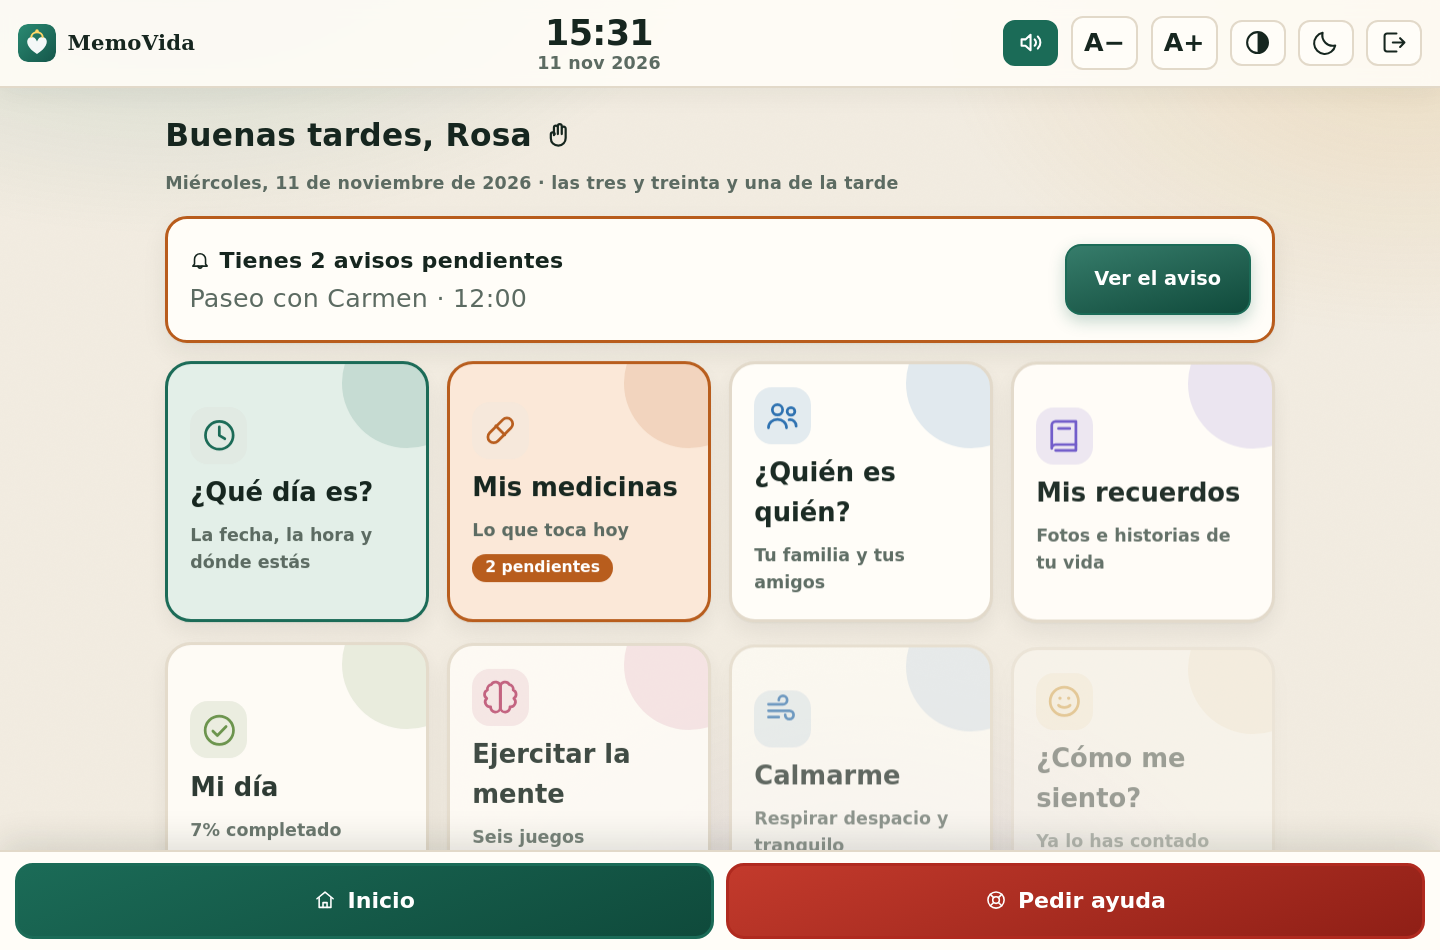 MemoVida
15:31
11 nov 2026
A−
A+
Buenas tardes, Rosa
Miércoles, 11 de noviembre de 2026 · las tres y treinta y una de la tarde
Tienes 2 avisos pendientes
Paseo con Carmen · 12:00
Ver el aviso
¿Qué día es?
La fecha, la hora y
dónde estás
Mis medicinas
Lo que toca hoy
2 pendientes
¿Quién es
quién?
Tu familia y tus
amigos
Mis recuerdos
Fotos e historias de
tu vida
Mi día
7% completado
Ejercitar la
mente
Seis juegos
Calmarme
Respirar despacio y
tranquilo
¿Cómo me
siento?
Ya lo has contado
Inicio
Pedir ayuda